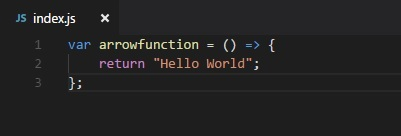 JS index.js ×
1 var arrowfunction = () => {
2 return "Hello World";
3 };